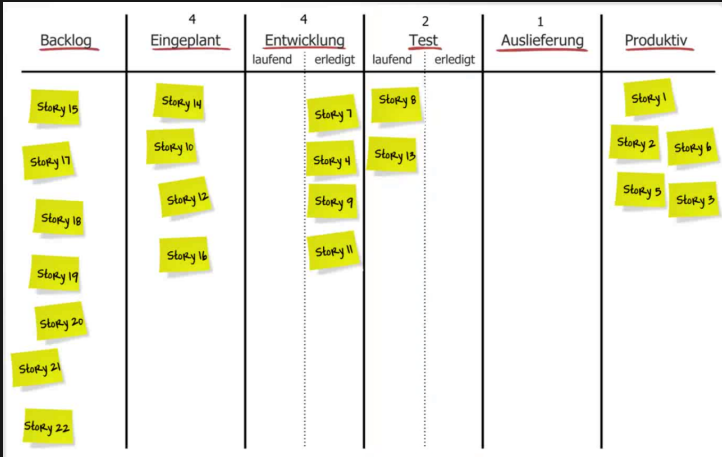 4 4 2 1
Backlog Eingeplant Entwicklung Test Auslieferung Produktiv
laufend erledigt laufend erledigt
Story 15
Story 17
Story 18
Story 19
Story 20
Story 21
Story 22
Story 14
Story 10
Story 12
Story 16
Story 7
Story 4
Story 9
Story 11
Story 8
Story 13
Story 1
Story 2
Story 6
Story 5
Story 3